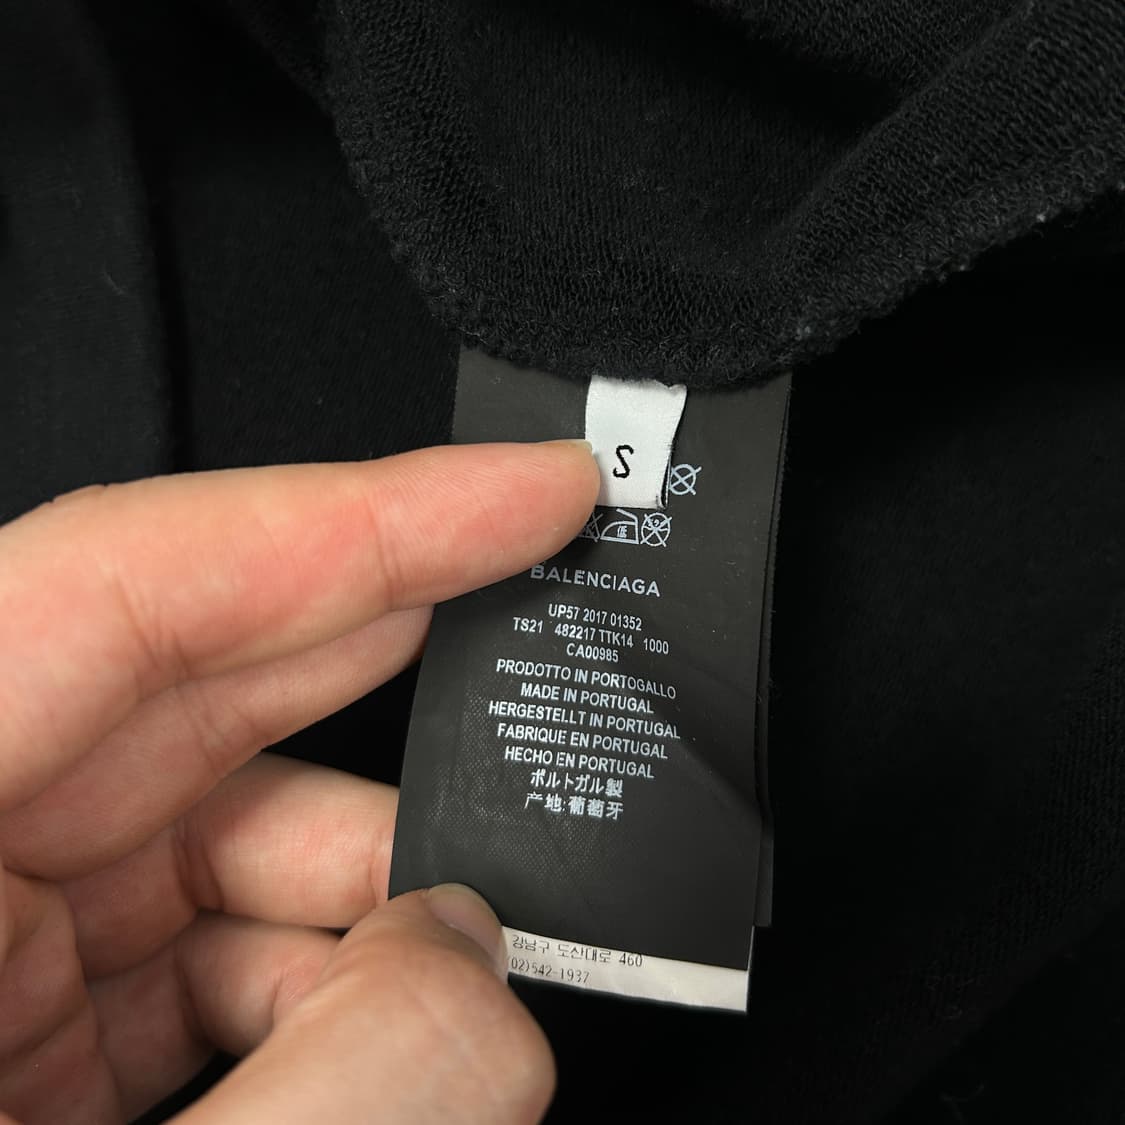 S
BALENCIAGA
UP57 2017 01352
TS21 482217 TTK14 1000
CA00985
PRODOTTO IN PORTOGALLO
MADE IN PORTUGAL
HERGESTELLT IN PORTUGAL
FABRIQUE EN PORTUGAL
HECHO EN PORTUGAL
ポルトガル製
产地:葡萄牙
강남구 도산대로 460
(02)542-1937